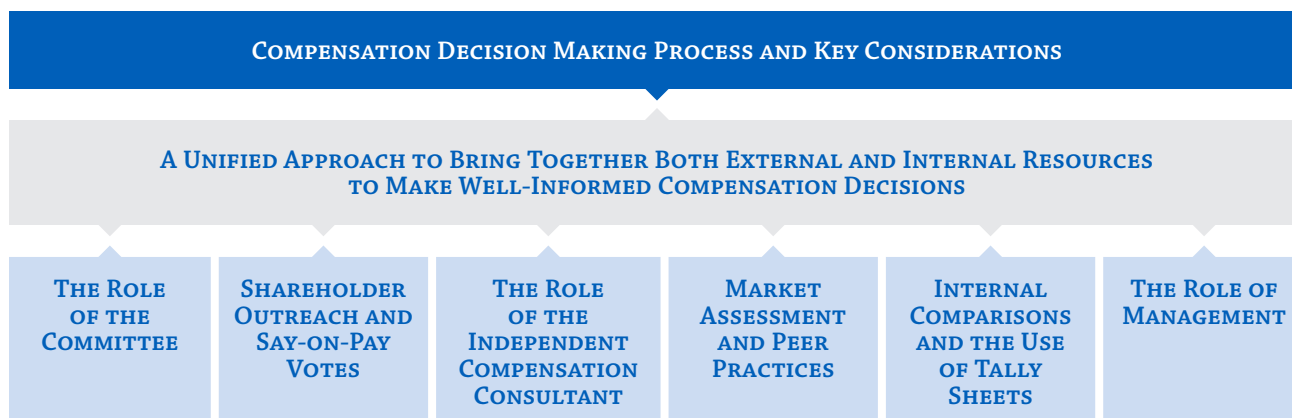 Compensation Decision Making Process and Key Considerations
A Unified Approach to Bring Together Both External and Internal Resources
to Make Well-Informed Compensation Decisions
The Role
of the
Committee
Shareholder
Outreach and
Say-on-Pay
Votes
The Role
of the
Independent
Compensation
Consultant
Market
Assessment
and Peer
Practices
Internal
Comparisons
and the Use
of Tally
Sheets
The Role of
Management